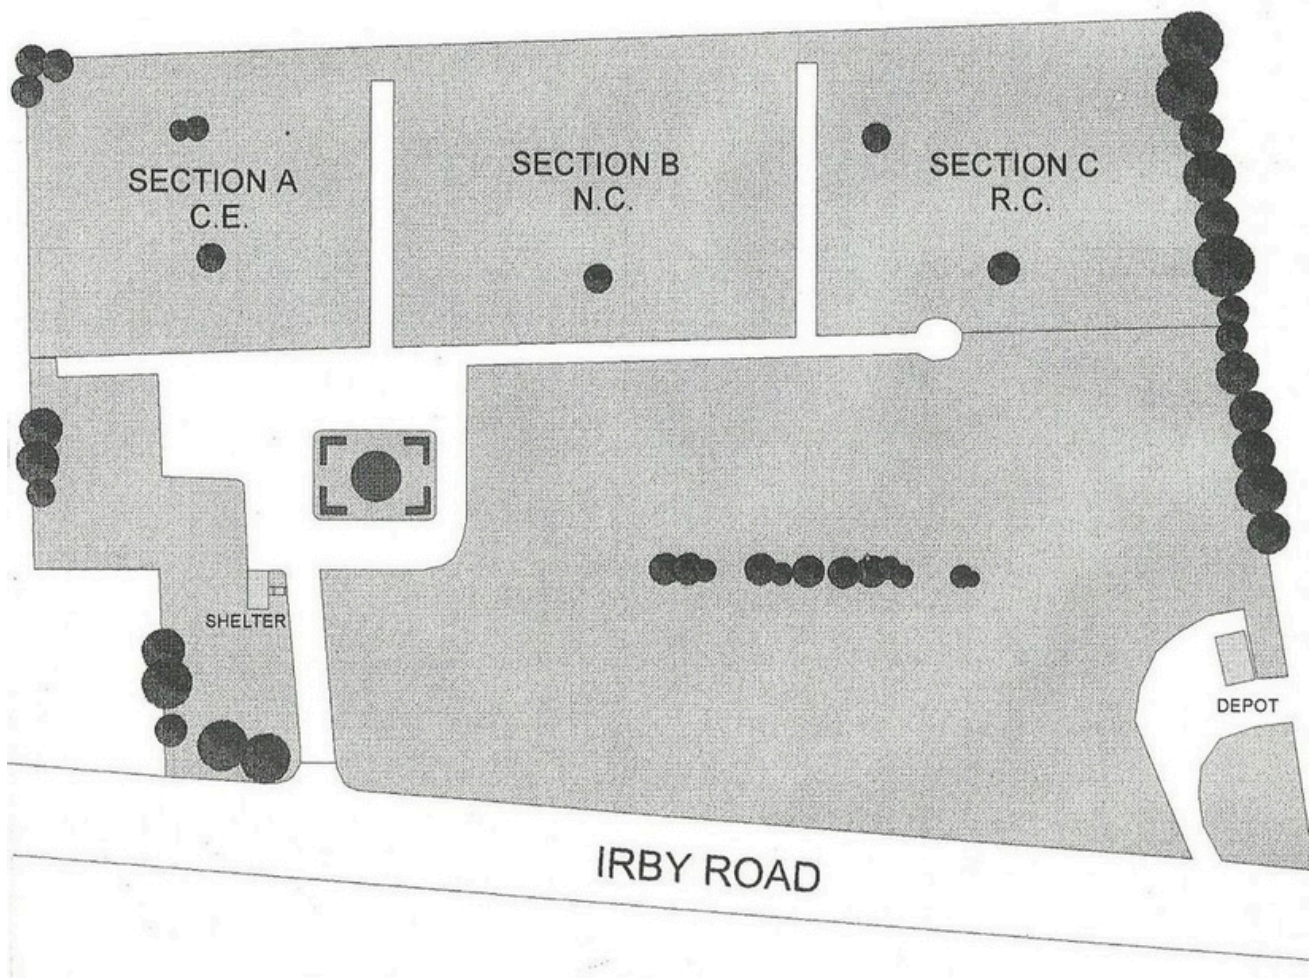 SECTION A
C.E.
SECTION B
N.C.
SECTION C
R.C.
SHELTER
DEPOT
IRBY ROAD